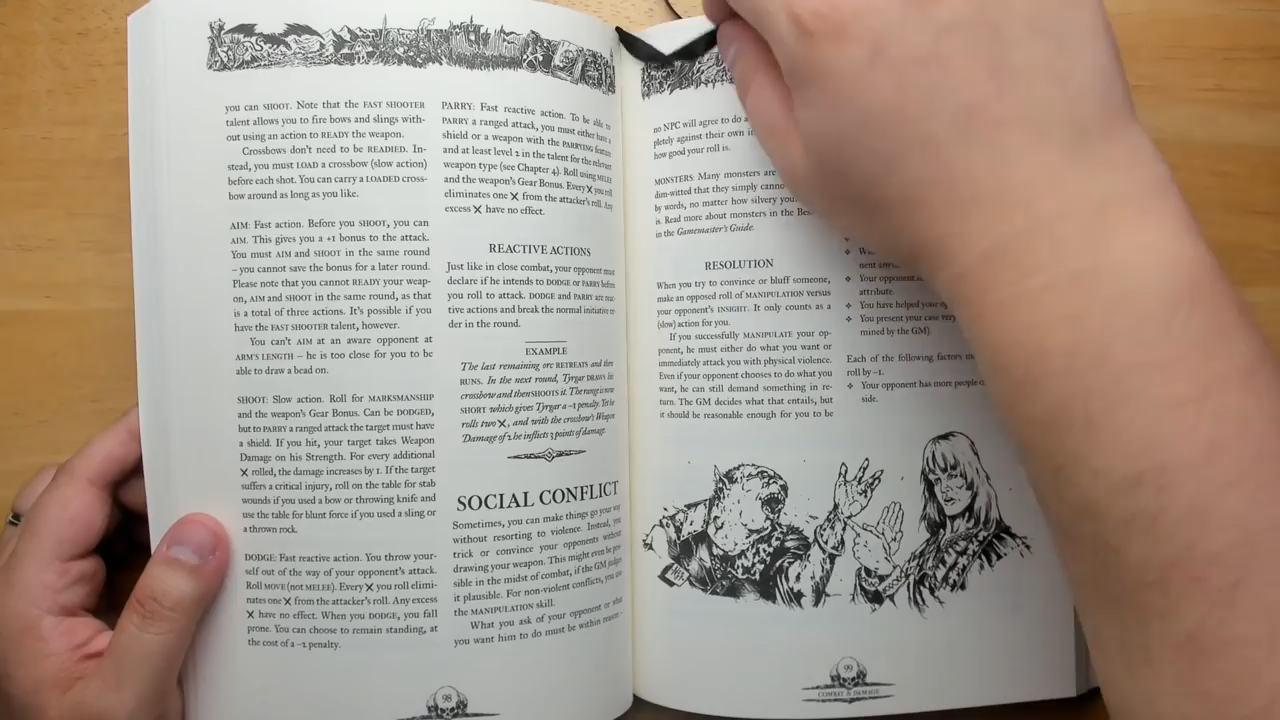 you can SHOOT. Note that the FAST SHOOTER
talent allows you to fire bows and slings with-
out using an action to READY the weapon.
Crossbows don't need to be READIED. In-
stead, you must LOAD a crossbow (slow action)
before each shot. You can carry a LOADED cross-
bow around as long as you like.
AIM: Fast action. Before you SHOOT, you can
AIM. This gives you a +1 bonus to the attack.
You must AIM and SHOOT in the same round
– you cannot save the bonus for a later round.
Please note that you cannot READY your weap-
on, AIM and SHOOT in the same round, as that
is a total of three actions. It's possible if you
have the FAST SHOOTER talent, however.
You can't AIM at an aware opponent at
ARM'S LENGTH – he is too close for you to be
able to draw a bead on.
SHOOT: Slow action. Roll for MARKSMANSHIP
and the weapon's Gear Bonus. Can be DODGED,
but to PARRY a ranged attack the target must have
a shield. If you hit, your target takes Weapon
Damage on his Strength. For every additional
X rolled, the damage increases by 1. If the target
suffers a critical injury, roll on the table for stab
wounds if you used a bow or throwing knife and
use the table for blunt force if you used a sling or
a thrown rock.
DODGE: Fast reactive action. You throw your-
self out of the way of your opponent's attack.
Roll MOVE (not MELEE). Every X you roll elimi-
nates one X from the attacker's roll. Any excess
X have no effect. When you DODGE, you fall
prone. You can choose to remain standing, at
the cost of a –2 penalty.
98
PARRY: Fast reactive action. To be able to
PARRY a ranged attack, you must either have a
shield or a weapon with the PARRYING feature
and at least level 2 in the talent for the relevant
weapon type (see Chapter 4). Roll using MELEE
and the weapon's Gear Bonus. Every X you roll
eliminates one X from the attacker's roll. Any
excess X have no effect.
REACTIVE ACTIONS
Just like in close combat, your opponent must
declare if he intends to DODGE or PARRY before
you roll to attack. DODGE and PARRY are reac-
tive actions and break the normal initiative or-
der in the round.
EXAMPLE
The last remaining orc RETREATS and then
RUNS. In the next round, Tyrgar DRAWS his
crossbow and then SHOOTS it. The range is now
SHORT which gives Tyrgar a –1 penalty. Yet he
rolls two X, and with the crossbow's Weapon
Damage of 2 he inflicts 3 points of damage.
SOCIAL CONFLICT
Sometimes, you can make things go your way
without resorting to violence. Instead, you
trick or convince your opponents without
drawing your weapon. This might even be pos-
sible in the midst of combat, if the GM judges
it plausible. For non-violent conflicts, you use
the MANIPULATION skill.
What you ask of your opponent or what
you want him to do must be within reason –
no NPC will agree to do a
pletely against their own
how good your roll is.
MONSTERS: Many monsters are
dim-witted that they simply
by words, no matter how silvery
is. Read more about monsters in the
in the Gamemaster's Guide.
RESOLUTION
When you try to convince or bluff someone,
make an opposed roll of MANIPULATION versus
your opponent's INSIGHT. It only counts as a
(slow) action for you.
If you successfully MANIPULATE your op-
ponent, he must either do what you want or
immediately attack you with physical violence.
Even if your opponent chooses to do what you
want, he can still demand something in re-
turn. The GM decides what that entails, but
it should be reasonable enough for you to be
nent
Your opponent
attribute.
You have helped your
You present your case very
mined by the GM)
Each of the following factors
roll by –1.
Your opponent has more people
side.
99
COMBAT & DAMAGE